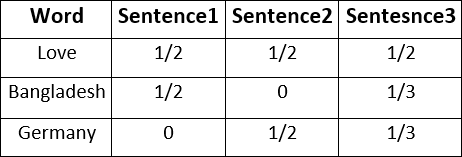 Word Sentence1 Sentence2 Sentesnce3
Love 1/2 1/2 1/2
Bangladesh 1/2 0 1/3
Germany 0 1/2 1/3